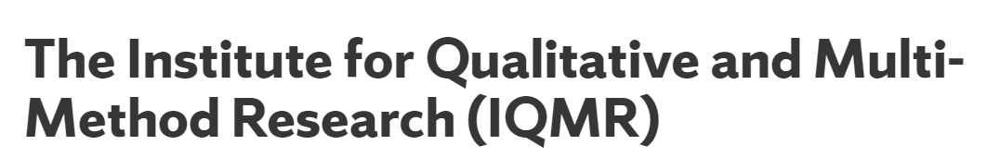 The Institute for Qualitative and Multi-
Method Research (IQMR)